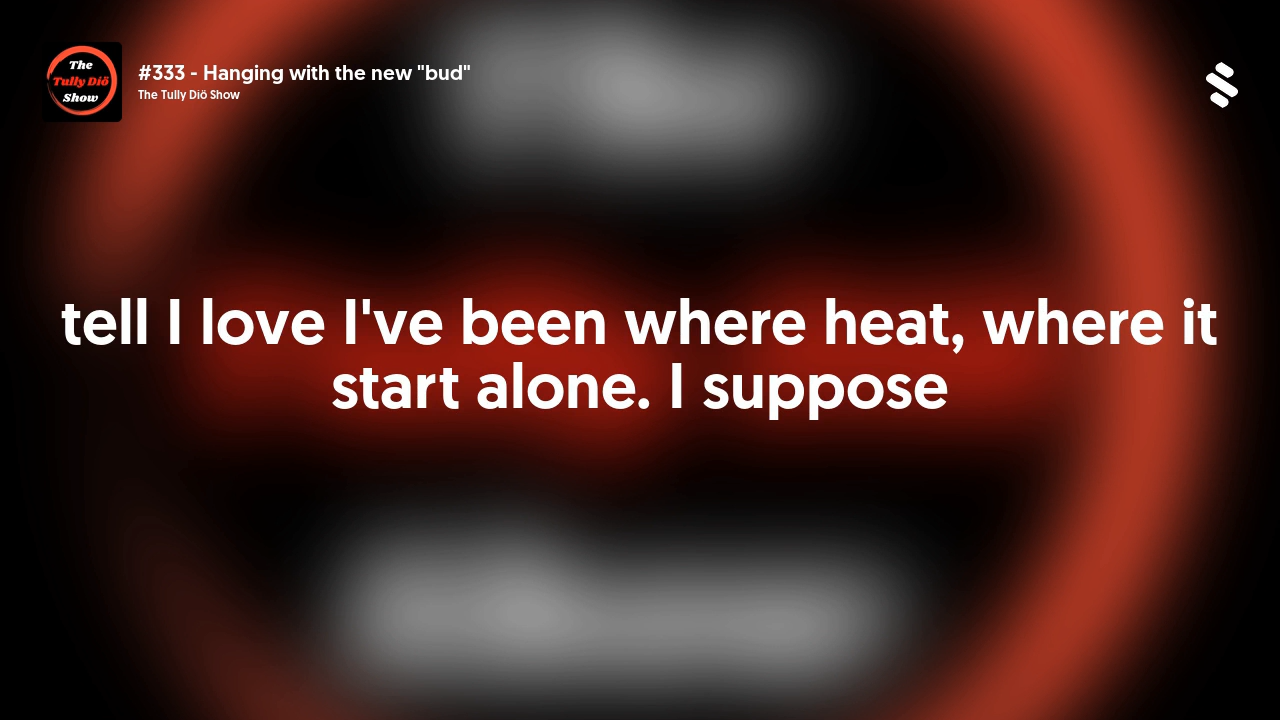 The
Tully Diö
Show
#333 - Hanging with the new "bud"
The Tully Diö Show
tell I love I've been where heat, where it
start alone. I suppose